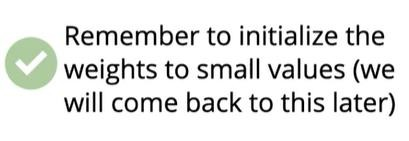 Remember to initialize the
weights to small values (we
will come back to this later)